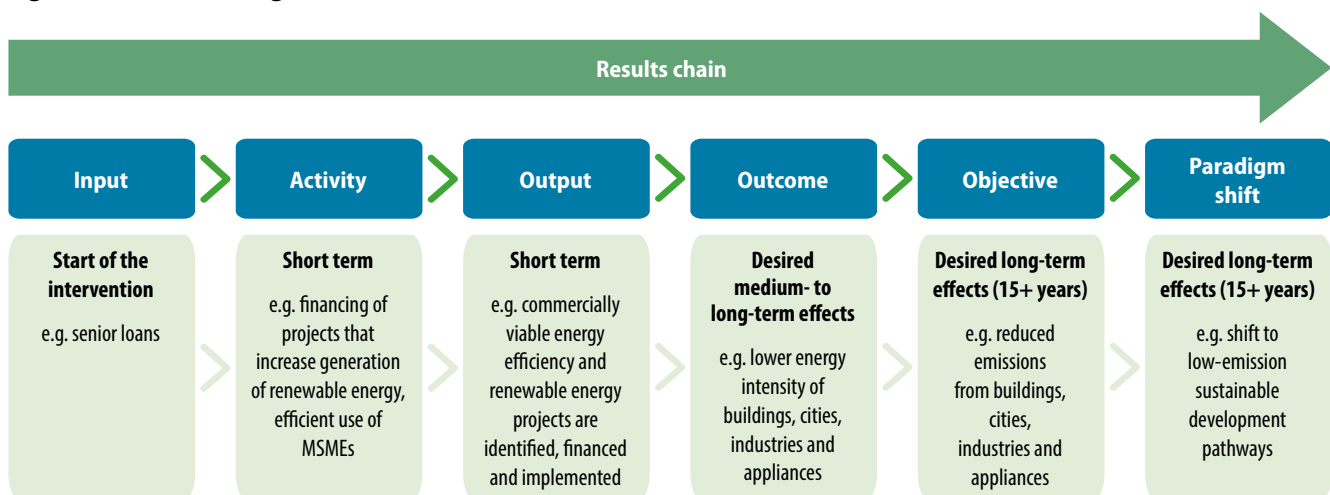 Results chain
Input
Activity
Output
Outcome
Objective
Paradigm
shift
Start of the
intervention
e.g. senior loans
Short term
e.g. financing of
projects that
increase generation
of renewable energy,
efficient use of
MSMEs
Short term
e.g. commercially
viable energy
efficiency and
renewable energy
projects are
identified, financed
and implemented
Desired
medium- to
long-term effects
e.g. lower energy
intensity of
buildings, cities,
industries and
appliances
Desired long-term
effects (15+ years)
e.g. reduced
emissions
from buildings,
cities,
industries and
appliances
Desired long-term
effects (15+ years)
e.g. shift to
low-emission
sustainable
development
pathways